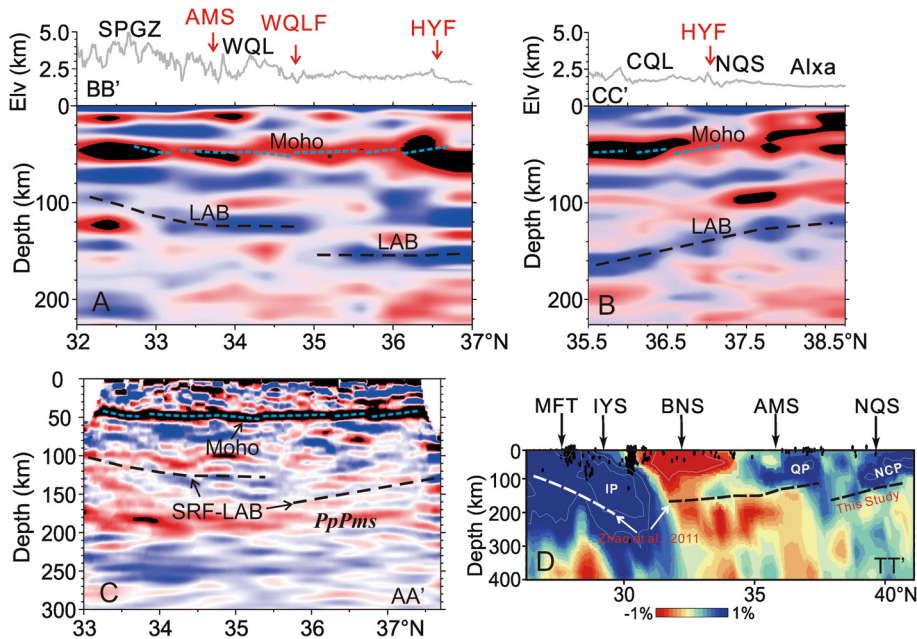 AMS
WQLF
HYF
SPGZ
WQL
Elv (km)
5.0
2.5
0
BB'
Moho
LAB
LAB
Depth (km)
100
200
A
32
33
34
35
36
37°N
HYF
CQL
NQS
Alxa
Elv (km)
5.0
2.5
0
CC'
Moho
LAB
Depth (km)
100
200
B
35.5
36.5
37.5
38.5°N
0
50
100
150
200
250
300
Depth (km)
Moho
SRF-LAB
PpPms
C
AA'
33
34
35
36
37°N
MFT
IYS
BNS
AMS
NQS
0
100
200
300
400
Depth (km)
IP
QP
NCP
This Study
Zhao et al., 2011
D
TT'
30
35
40°N
-1%
1%